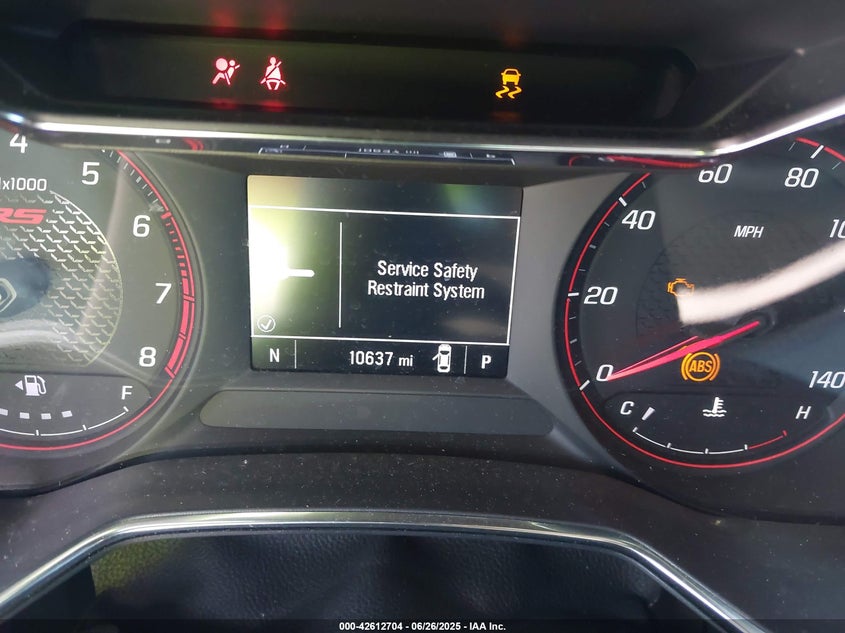 4
5
6
7
8
x1000
RS
F
Service Safety
Restraint System
N 10637 mi P
0
20
40
60
80
140
MPH
ABS
C H
000-42612704 / 06/26/2025 - IAA Inc.